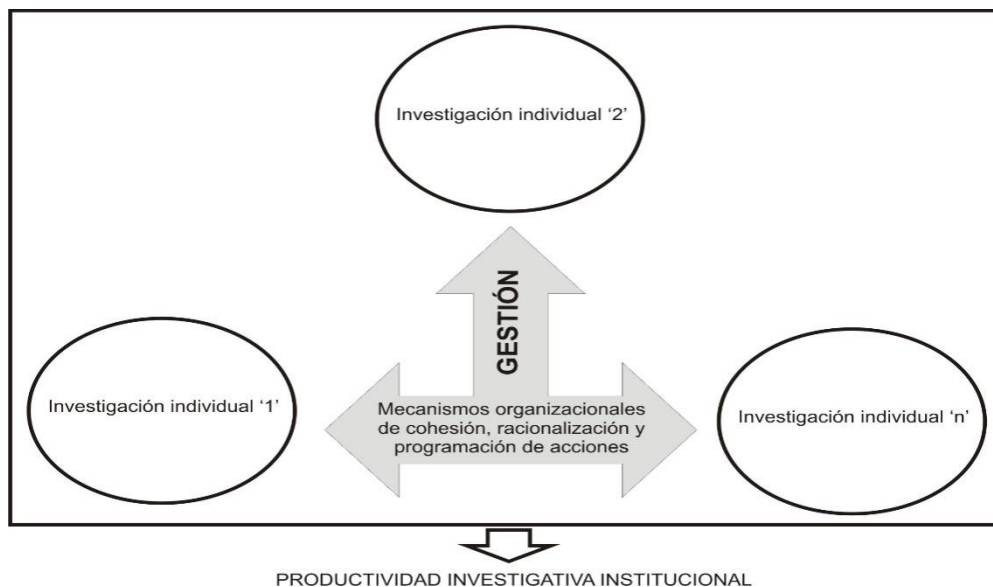 Investigación individual ‘2’
GESTIÓN
Investigación individual ‘1’
Mecanismos organizacionales
de cohesión, racionalización y
programación de acciones
Investigación individual ‘n’
PRODUCTIVIDAD INVESTIGATIVA INSTITUCIONAL